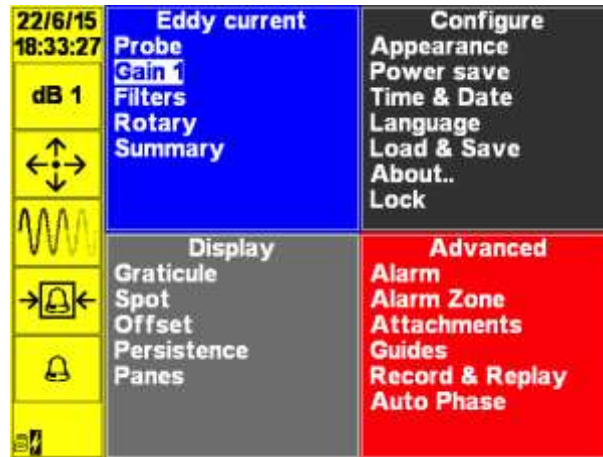 22/6/15
18:33:27
dB 1
Eddy current
Probe
Gain 1
Filters
Rotary
Summary
Configure
Appearance
Power save
Time & Date
Language
Load & Save
About..
Lock
Display
Graticule
Spot
Offset
Persistence
Panes
Advanced
Alarm
Alarm Zone
Attachments
Guides
Record & Replay
Auto Phase